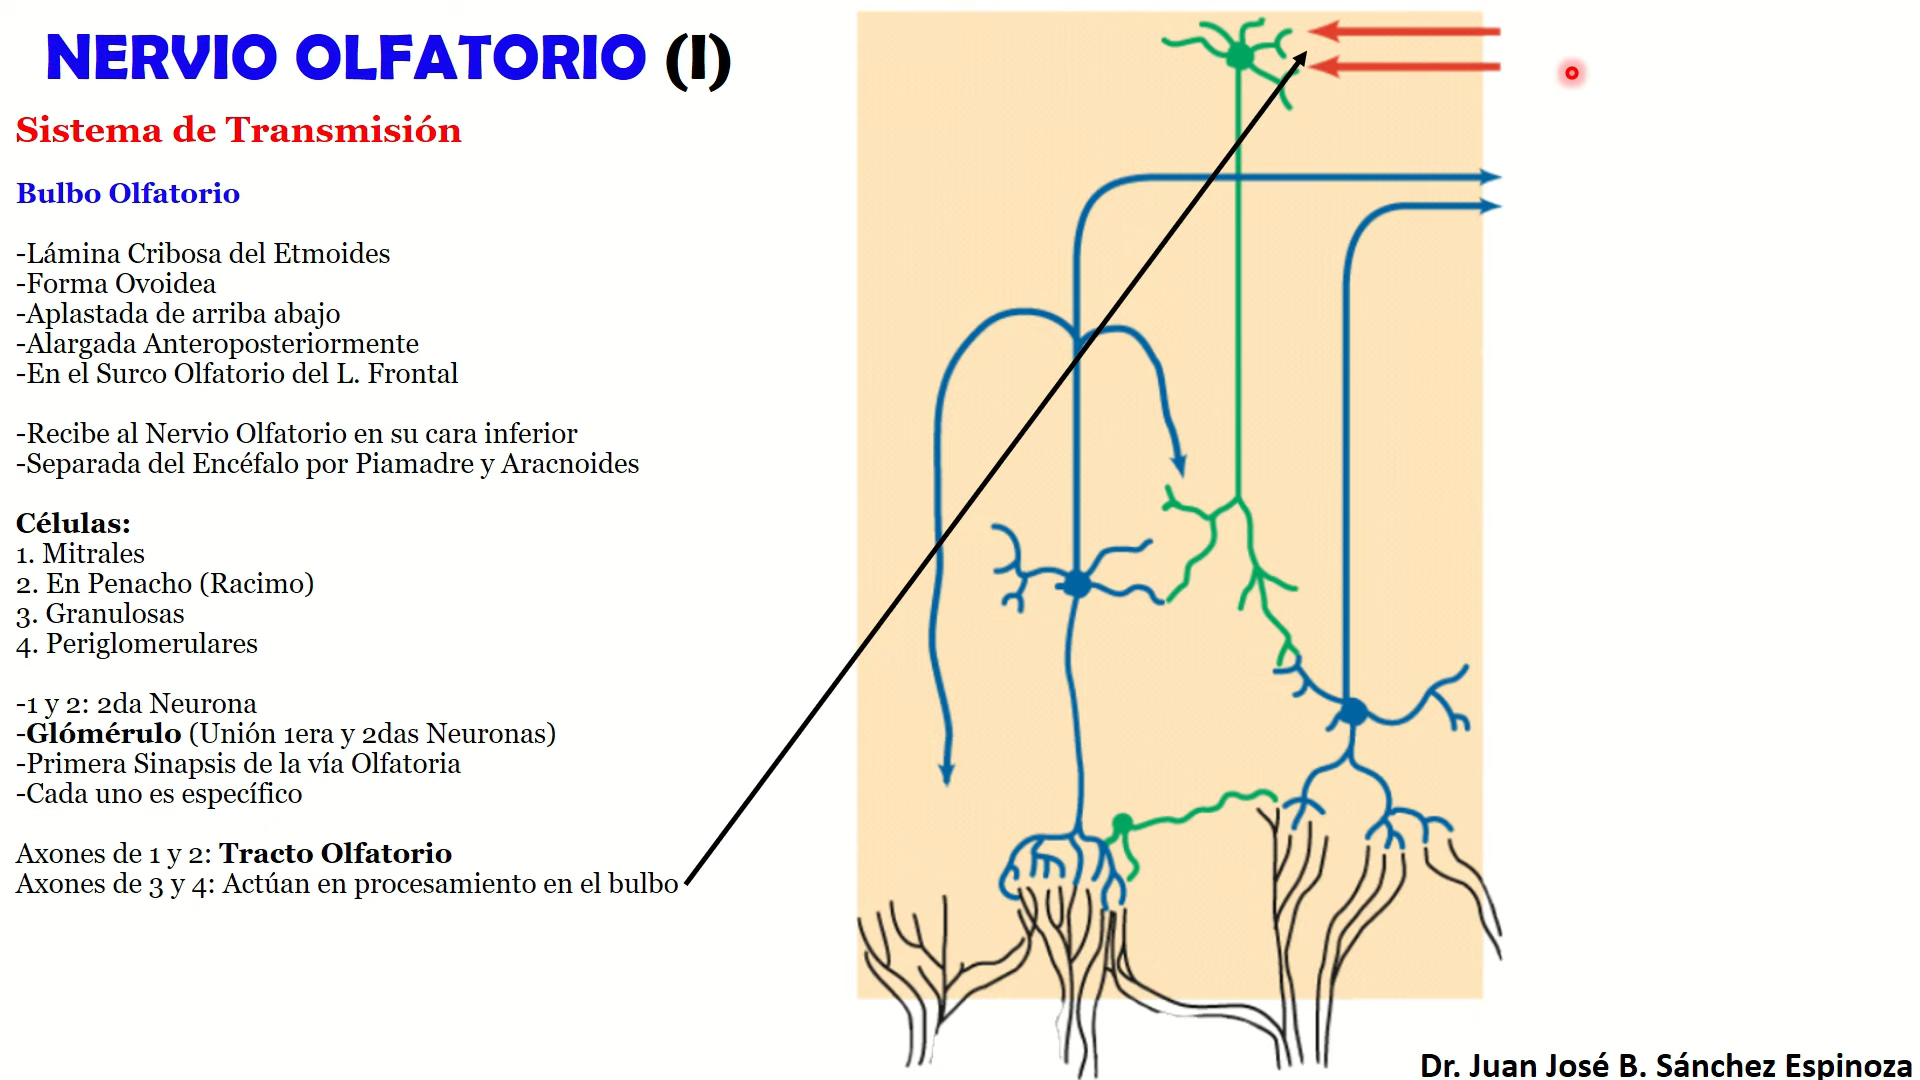 NERVIO OLFATORIO (I)
Sistema de Transmisión
Bulbo Olfatorio
-Lámina Cribosa del Etmoides
-Forma Ovoidea
-Aplastada de arriba abajo
-Alargada Anteroposteriormente
-En el Surco Olfatorio del L. Frontal
-Recibe al Nervio Olfatorio en su cara inferior
-Separada del Encéfalo por Piamadre y Aracnoides
Células:
1. Mitrales
2. En Penacho (Racimo)
3. Granulosas
4. Periglomerulares
-1 y 2: 2da Neurona
-Glómérulo (Unión 1era y 2das Neuronas)
-Primera Sinapsis de la vía Olfatoria
-Cada uno es específico
Axones de 1 y 2: Tracto Olfatorio
Axones de 3 y 4: Actúan en procesamiento en el bulbo
Dr. Juan José B. Sánchez Espinoza